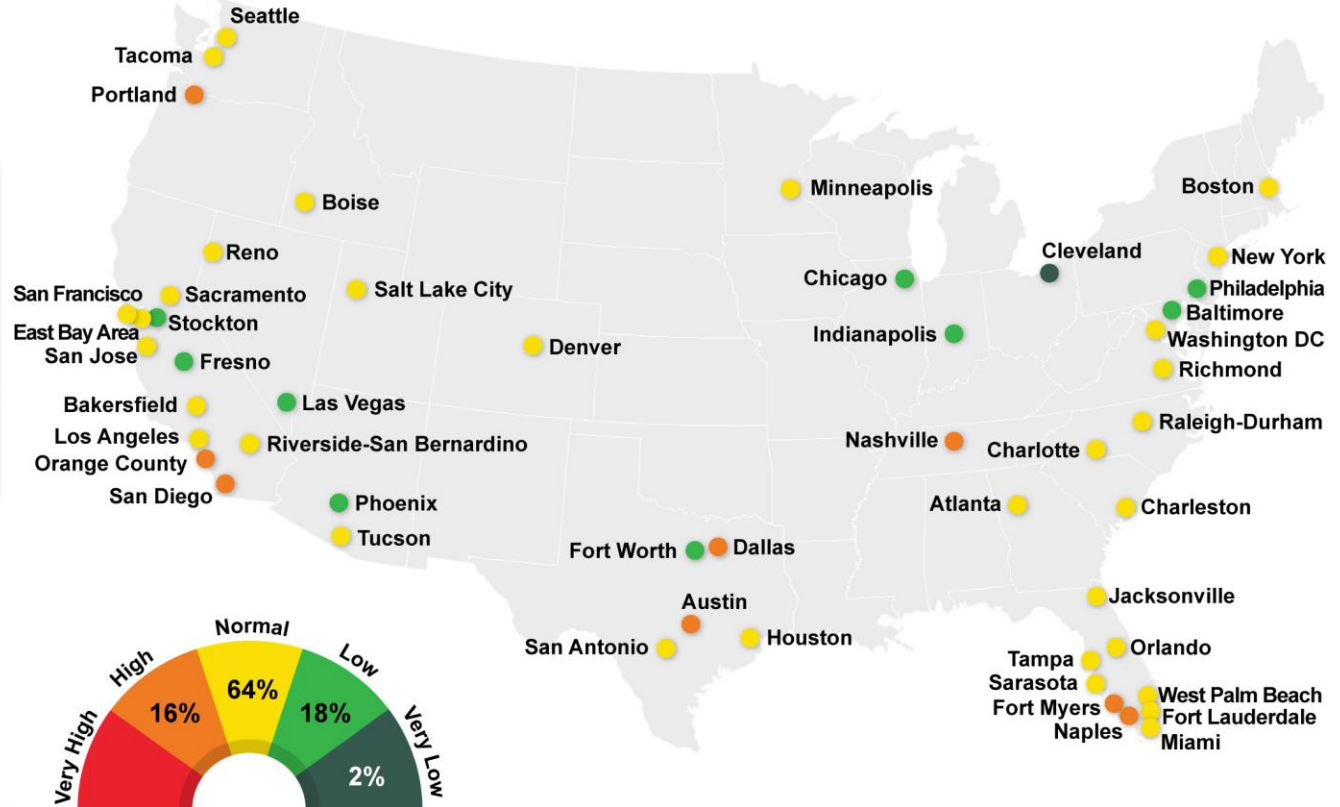 Seattle
Tacoma
Portland
Boise
Minneapolis
Boston
Reno
Cleveland
New York
Chicago
Philadelphia
San Francisco
Sacramento
Salt Lake City
Baltimore
Stockton
East Bay Area
Indianapolis
Washington DC
San Jose
Denver
Fresno
Richmond
Bakersfield
Las Vegas
Raleigh-Durham
Los Angeles
Riverside-San Bernardino
Nashville
Charlotte
Orange County
San Diego
Phoenix
Atlanta
Charleston
Tucson
Fort Worth
Dallas
Austin
Jacksonville
San Antonio
Houston
Orlando
Tampa
Sarasota
West Palm Beach
Fort Myers
Fort Lauderdale
Naples
Miami
Very High
High
Normal
Low
Very Low
16%
64%
18%
2%